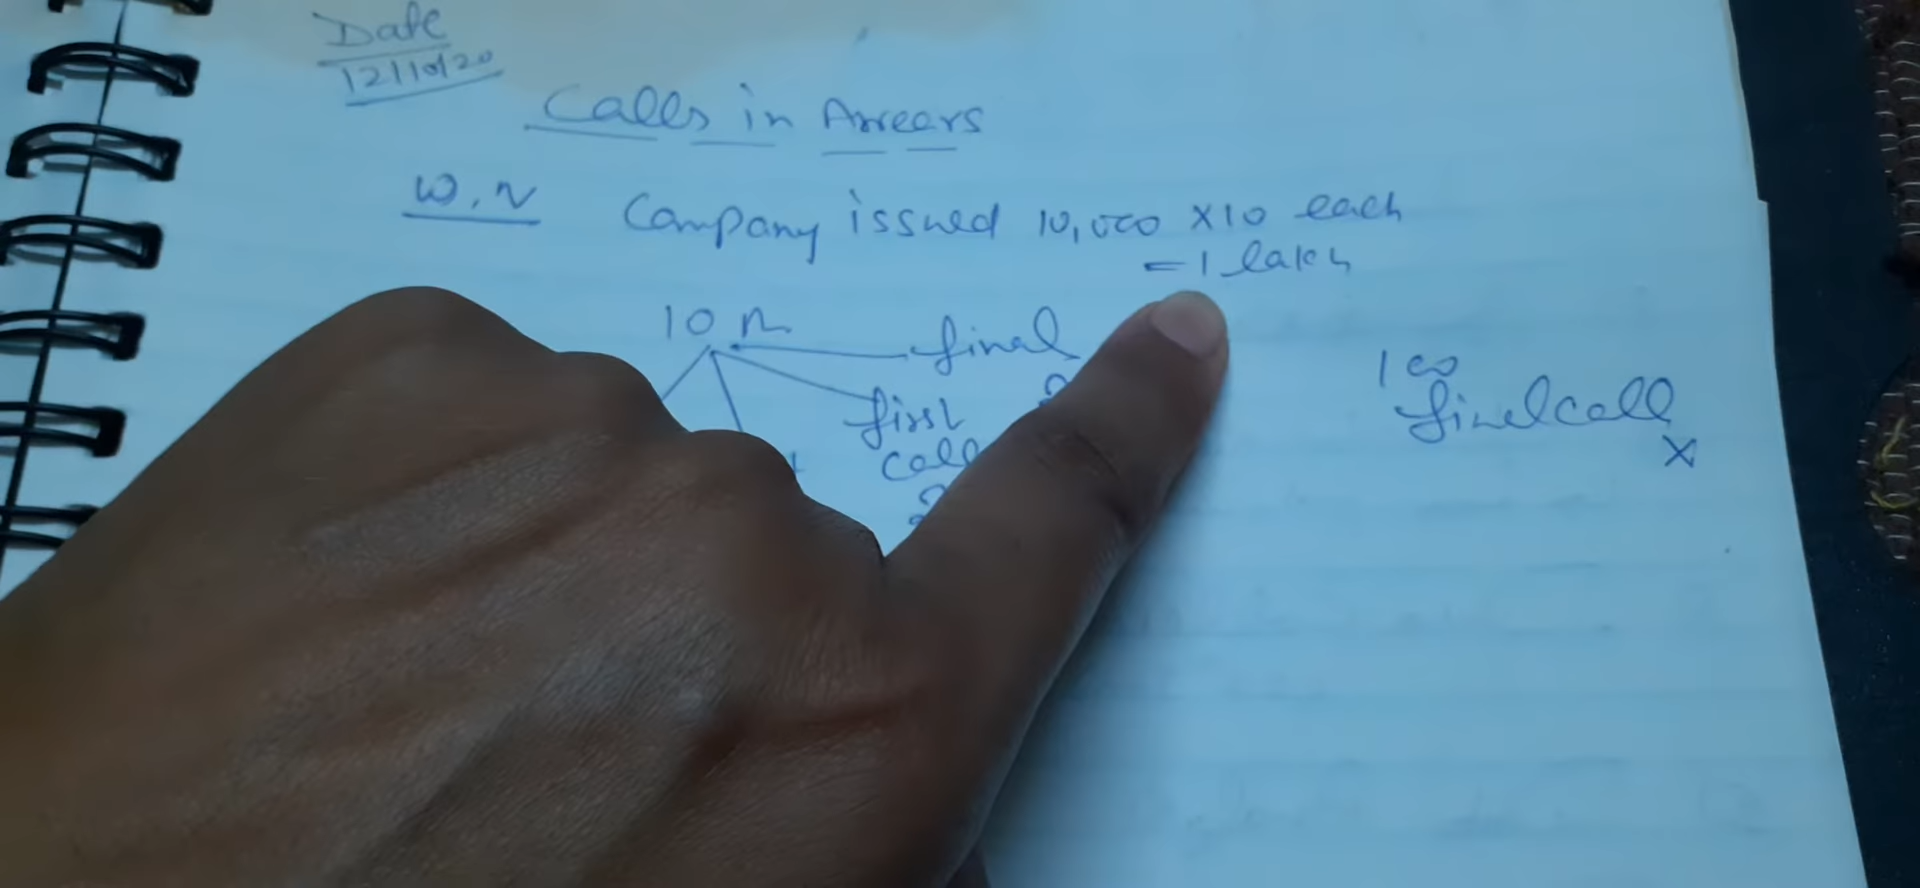 Date
12/10/20
Calls in Arrears
W.N Company issued 10,000 x10 each
= 1 lakh
10 final
first
call
100
final call
x